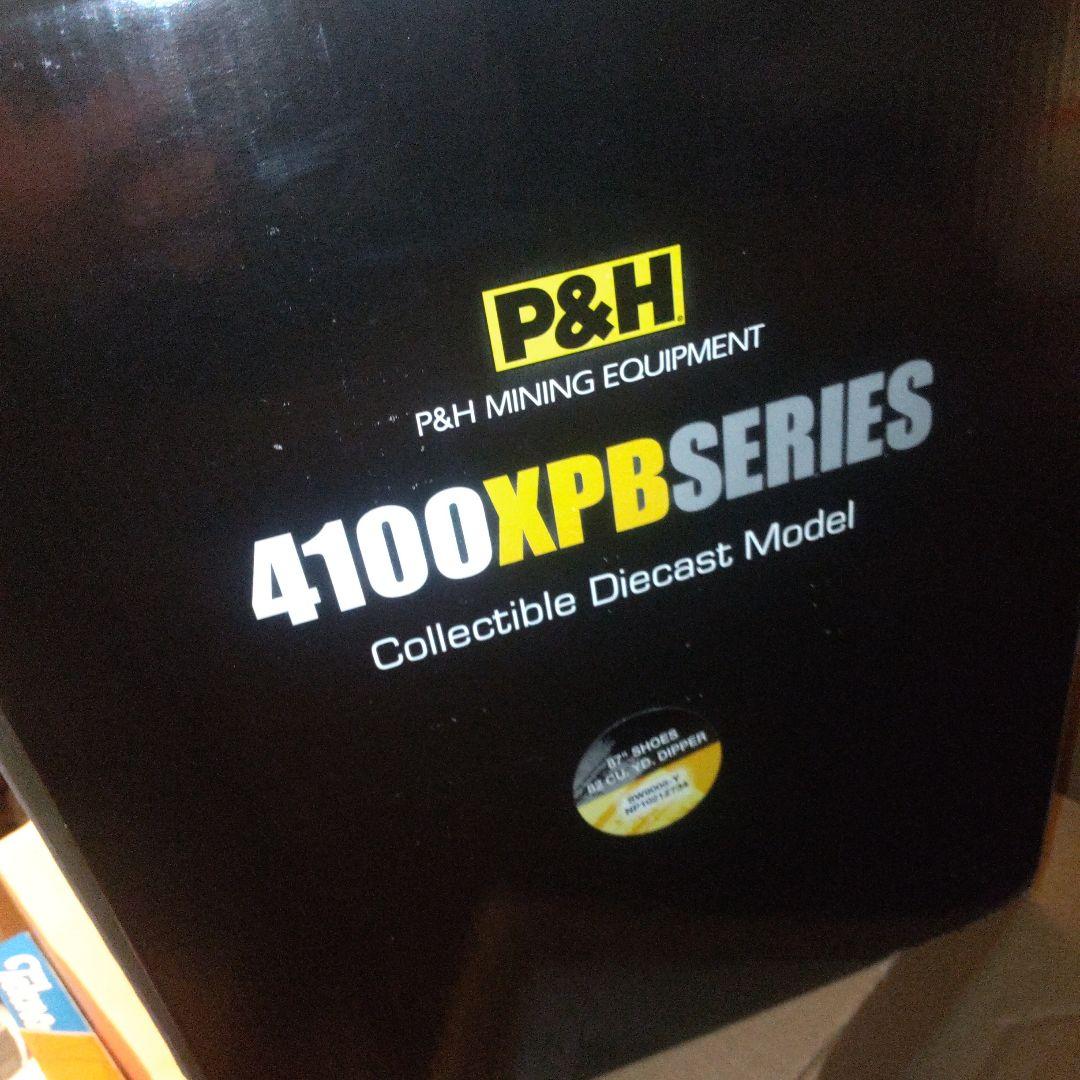 P&H
P&H MINING EQUIPMENT
4100XPBSERIES
Collectible Diecast Model
87" SHOES
82 CU. YD. DIPPER